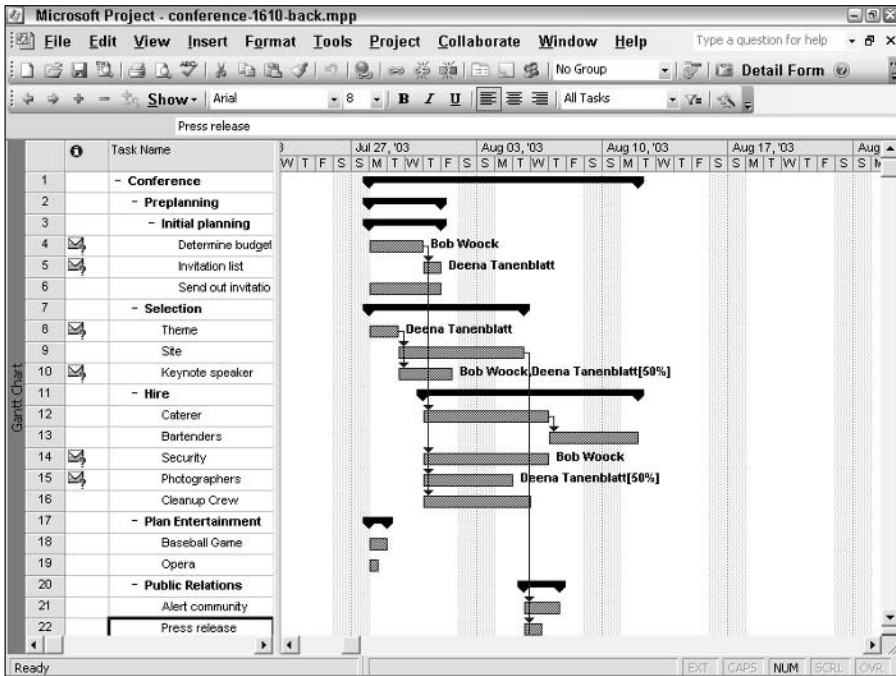 Microsoft Project - conference-1610-back.mpp
File Edit View Insert Format Tools Project Collaborate Window Help Type a question for help
No Group Detail Form
Show Arial 8 B I U All Tasks
Press release
Task Name Jul 27, '03 Aug 03, '03 Aug 10, '03 Aug 17, '03 Aug
W T F S S M T W T F S S M T W T F S S M T W T F S S M T W T F S S M
1 - Conference
2 - Preplanning
3 - Initial planning
4 Determine budget Bob Woock
5 Invitation list Deena Tanenblatt
6 Send out invitatio
7 - Selection
8 Theme Deena Tanenblatt
9 Site
10 Keynote speaker Bob Woock,Deena Tanenblatt[50%]
11 - Hire
12 Caterer
13 Bartenders
14 Security Bob Woock
15 Photographers Deena Tanenblatt[50%]
16 Cleanup Crew
17 - Plan Entertainment
18 Baseball Game
19 Opera
20 - Public Relations
21 Alert community
22 Press release
Gantt Chart
Ready EXT CAPS NUM SCRL OVR